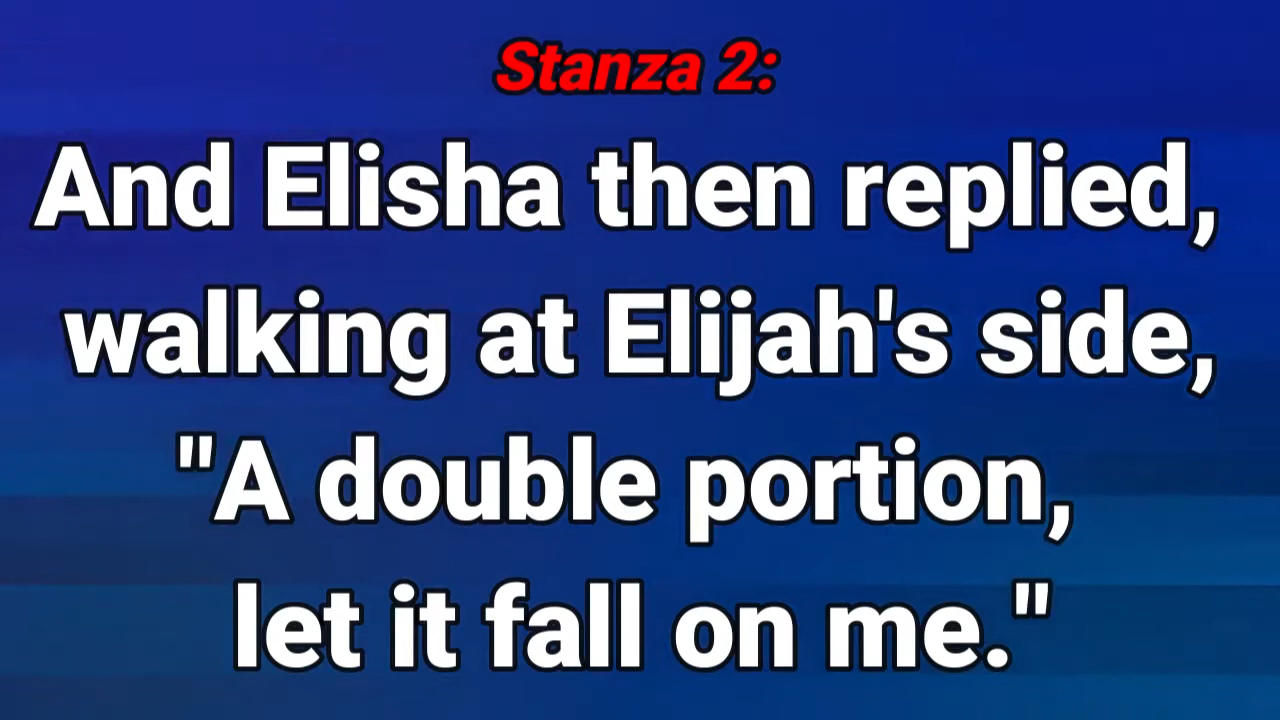 Stanza 2:
And Elisha then replied,
walking at Elijah's side,
"A double portion,
let it fall on me."